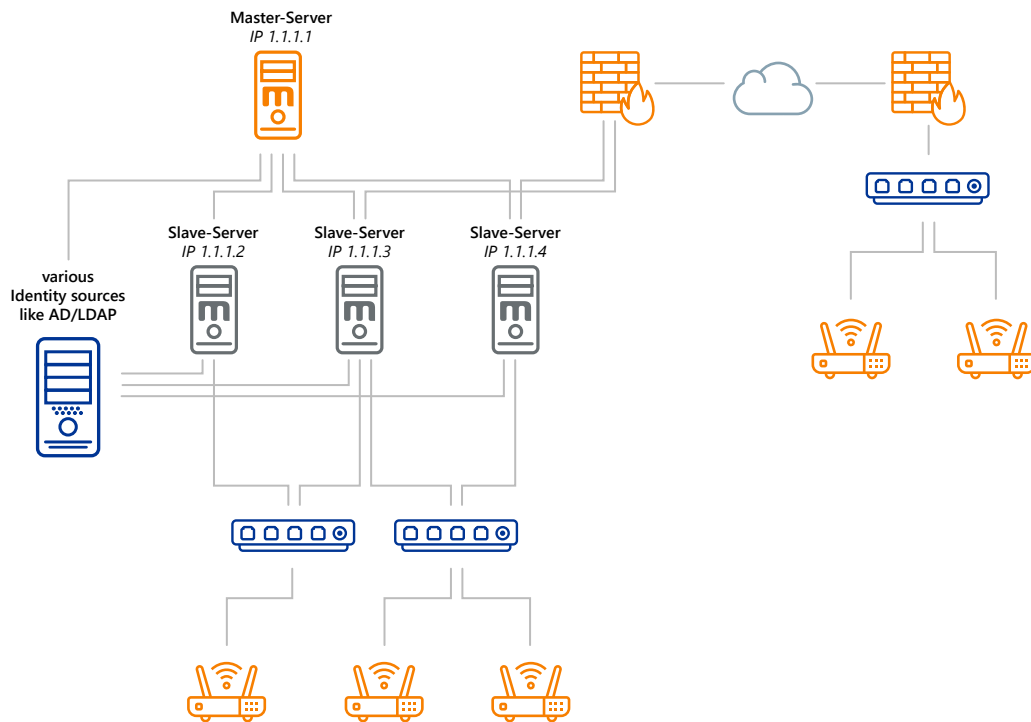 Master-Server
IP 1.1.1.1
Slave-Server
IP 1.1.1.2
Slave-Server
IP 1.1.1.3
Slave-Server
IP 1.1.1.4
various
Identity sources
like AD/LDAP